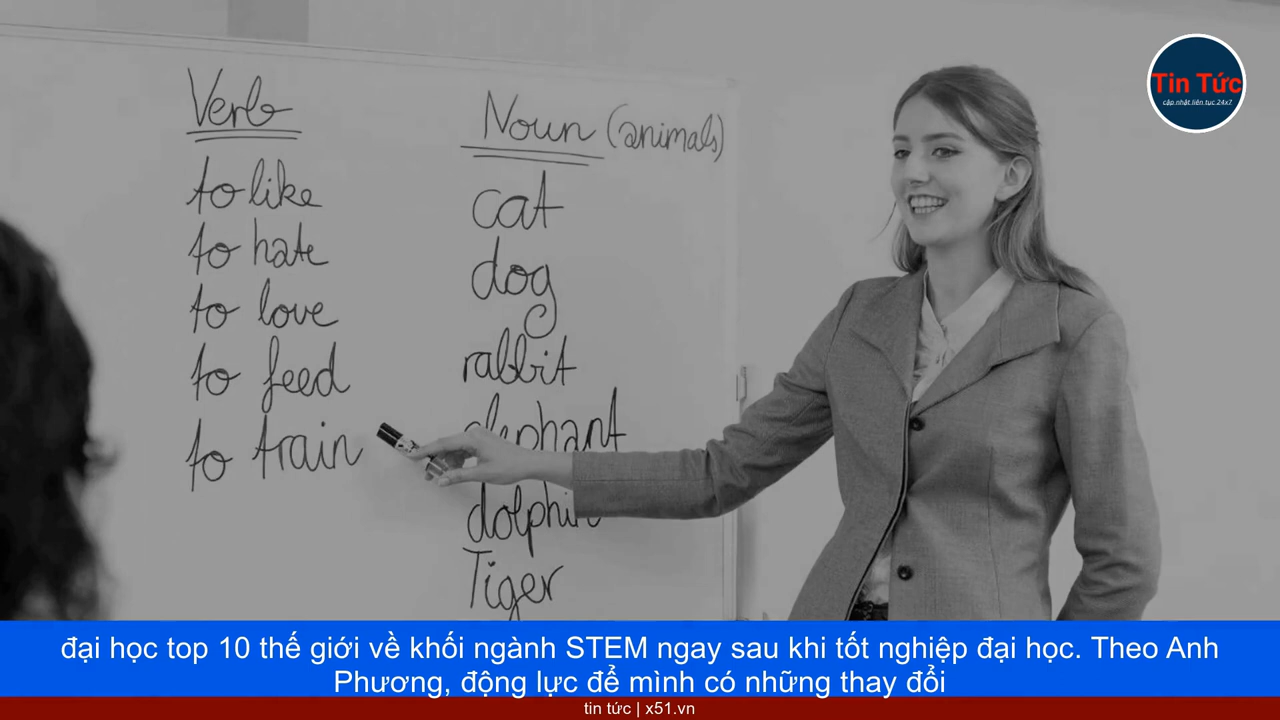 Verb
to like
to hate
to love
to feed
to train
Noun (animals)
cat
dog
rabbit
elephant
dolphin
Tiger
Tin Tức
cập nhật liên tục 24x7
đại học top 10 thế giới về khối ngành STEM ngay sau khi tốt nghiệp đại học. Theo Anh
Phương, động lực để mình có những thay đổi
tin tức | x51.vn